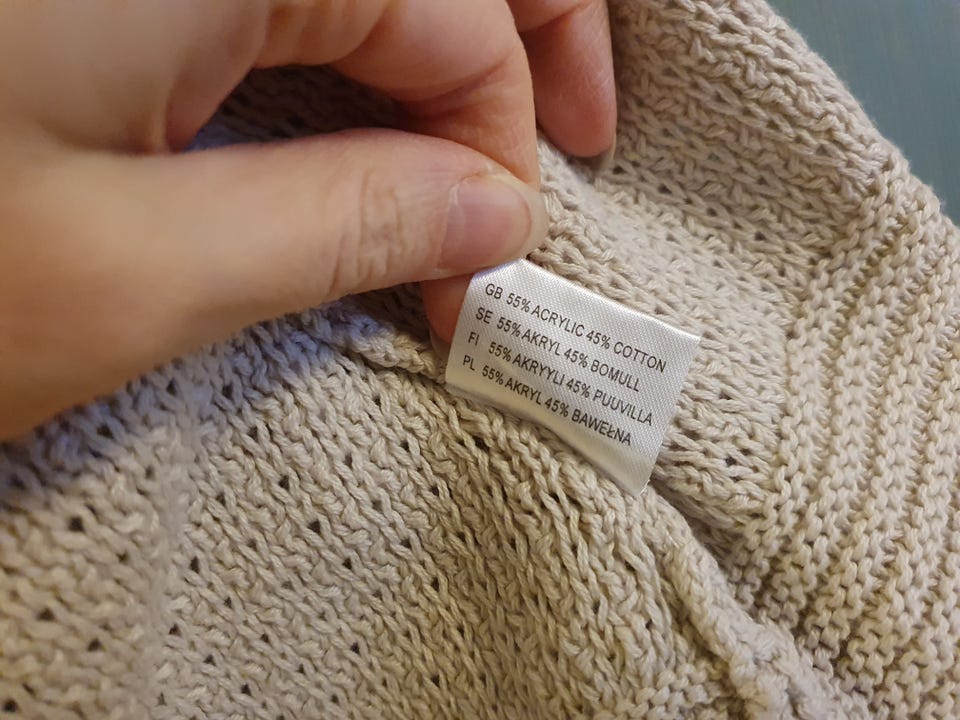 GB 55% ACRYLIC 45% COTTON
SE 55% AKRYL 45% BOMULL
FI 55% AKRYYLI 45% PUUVILLA
PL 55% AKRYL 45% BAWEŁNA